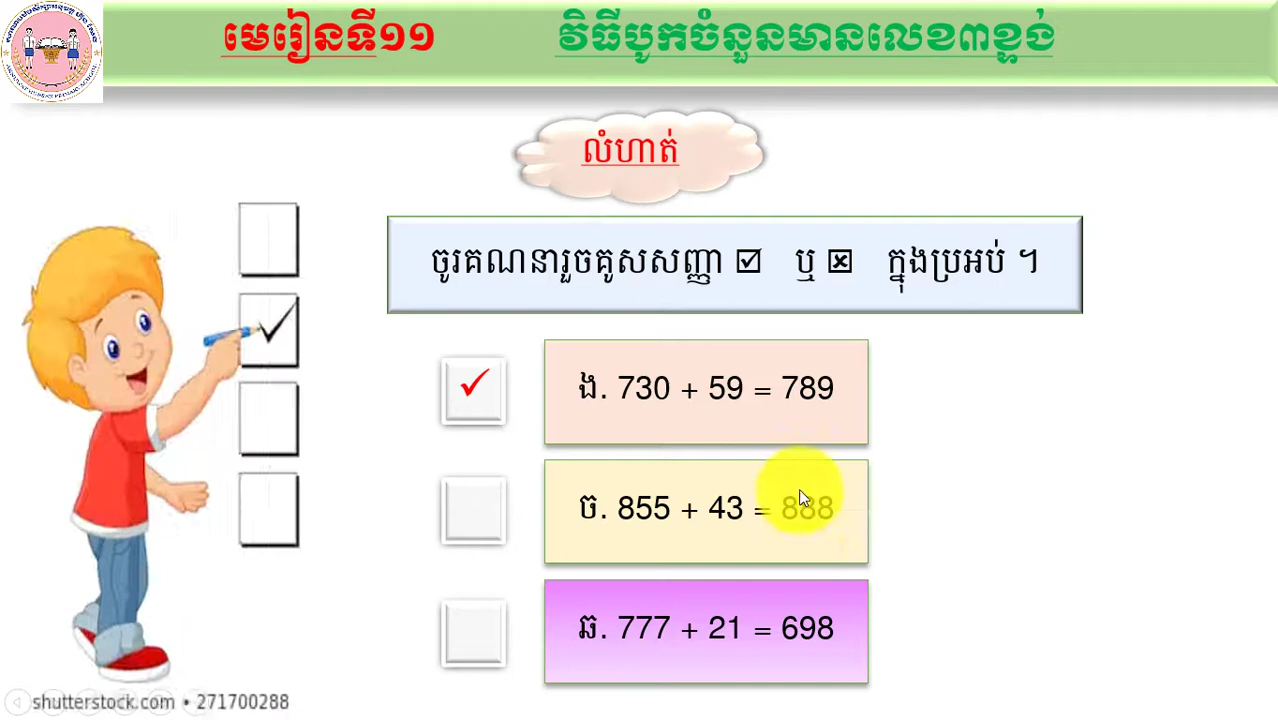 មេរៀនទី១១ វិធីបូកចំនួនមានលេខ៣ខ្ទង់
លំហាត់
ចូរគណនារួចគូសសញ្ញា ☑ ឬ ☒ ក្នុងប្រអប់ ។
ង. 730 + 59 = 789
ច. 855 + 43 = 888
ឆ. 777 + 21 = 698
shutterstock.com • 271700288